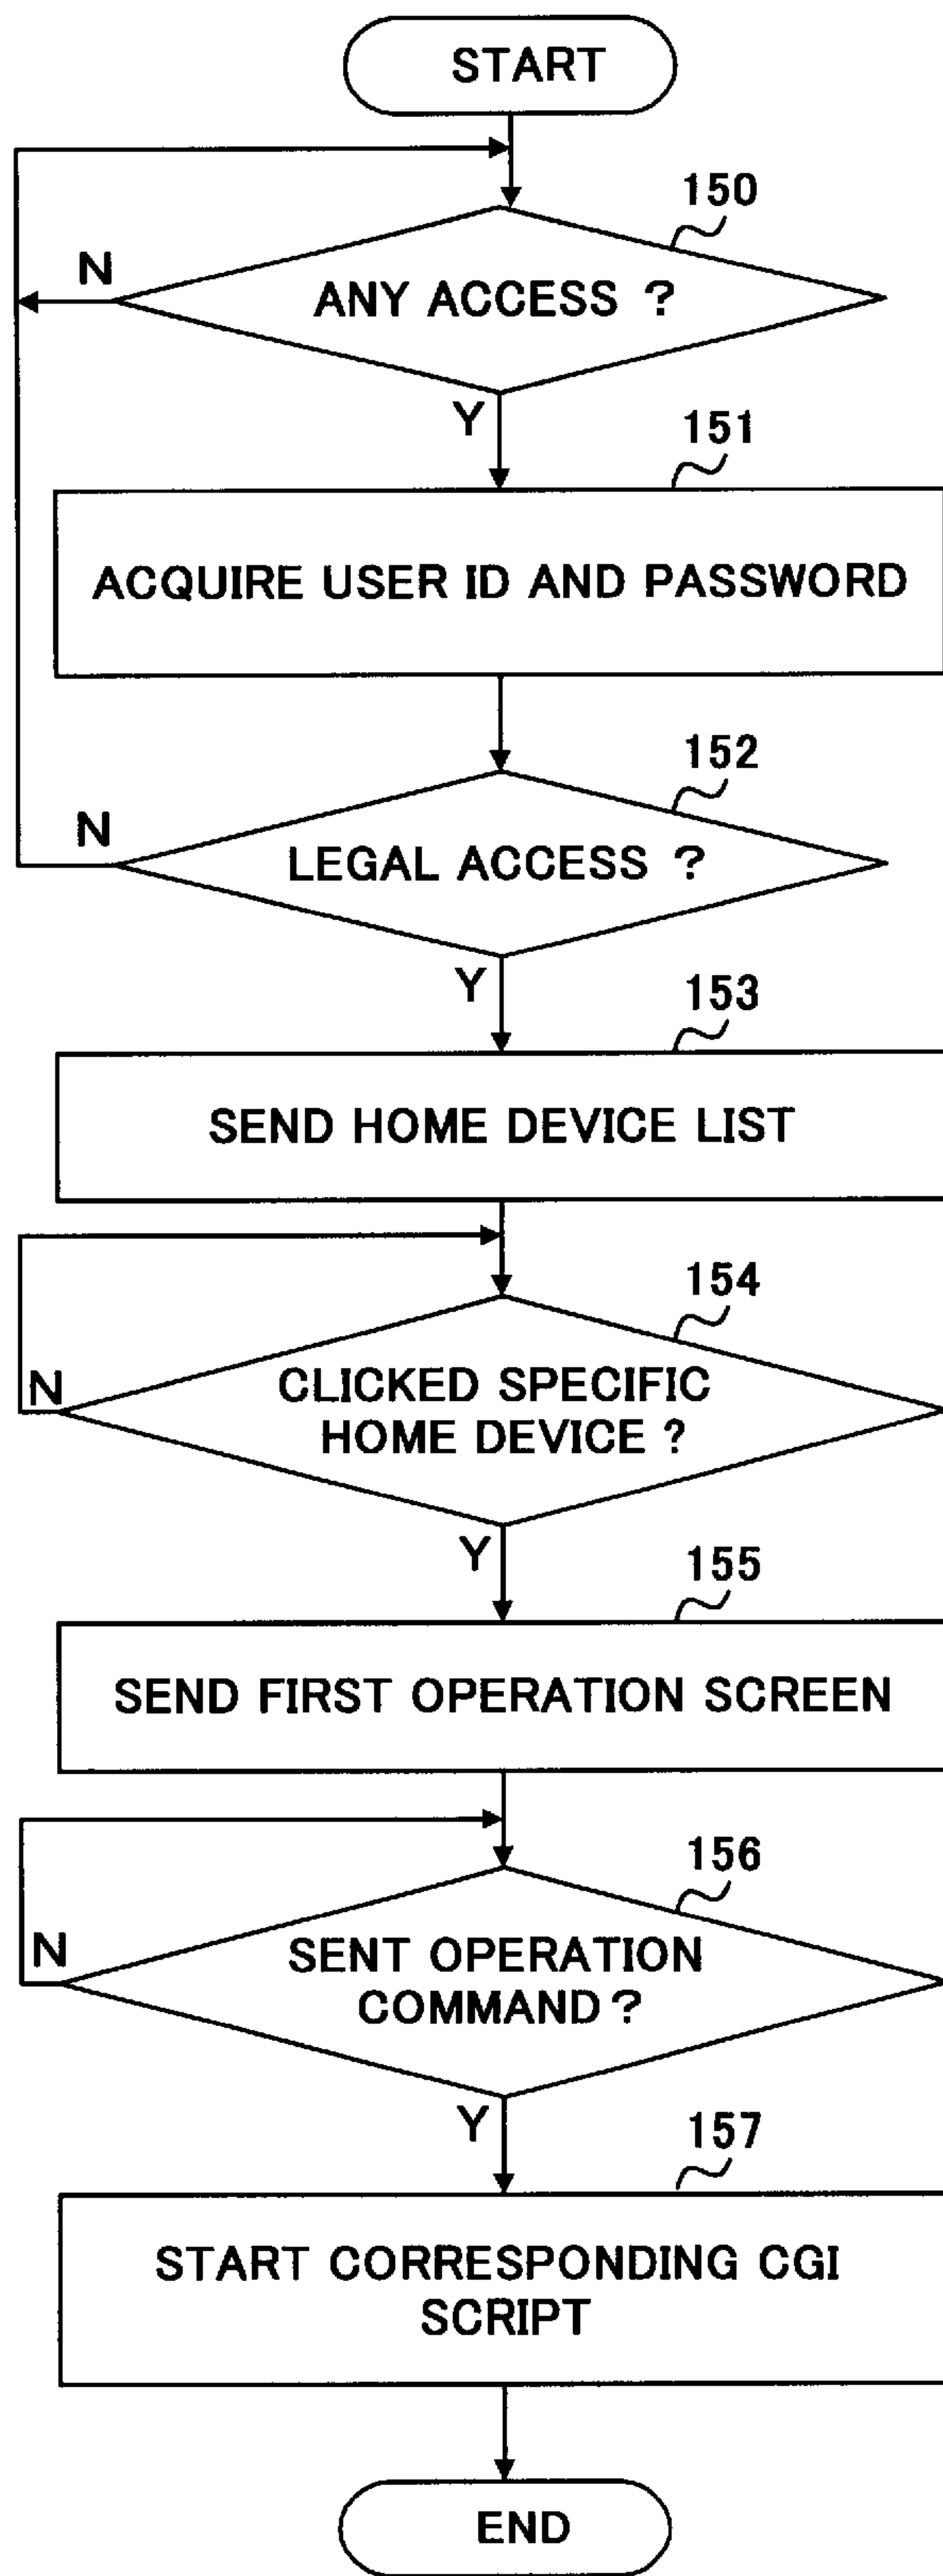 START
150
N
ANY ACCESS ?
Y
151
ACQUIRE USER ID AND PASSWORD
152
N
LEGAL ACCESS ?
Y
153
SEND HOME DEVICE LIST
154
N
CLICKED SPECIFIC
HOME DEVICE ?
Y
155
SEND FIRST OPERATION SCREEN
156
N
SENT OPERATION
COMMAND ?
Y
157
START CORRESPONDING CGI
SCRIPT
END